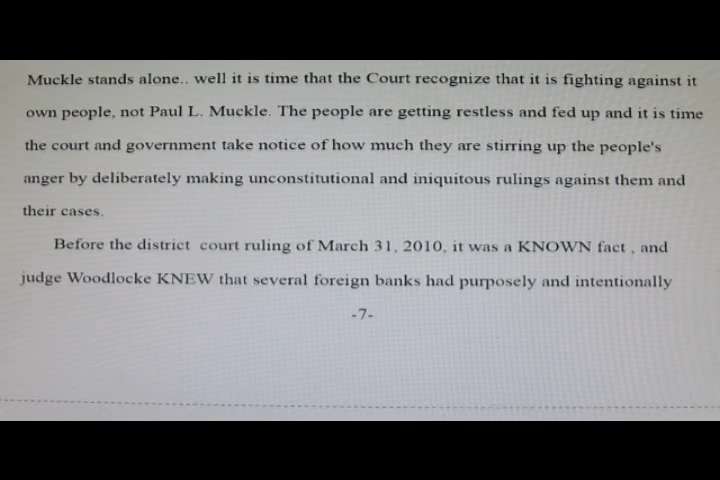 Muckle stands alone.. well it is time that the Court recognize that it is fighting against it
own people, not Paul L. Muckle. The people are getting restless and fed up and it is time
the court and government take notice of how much they are stirring up the people's
anger by deliberately making unconstitutional and iniquitous rulings against them and
their cases.
Before the district court ruling of March 31, 2010, it was a KNOWN fact , and
judge Woodlocke KNEW that several foreign banks had purposely and intentionally
-7-